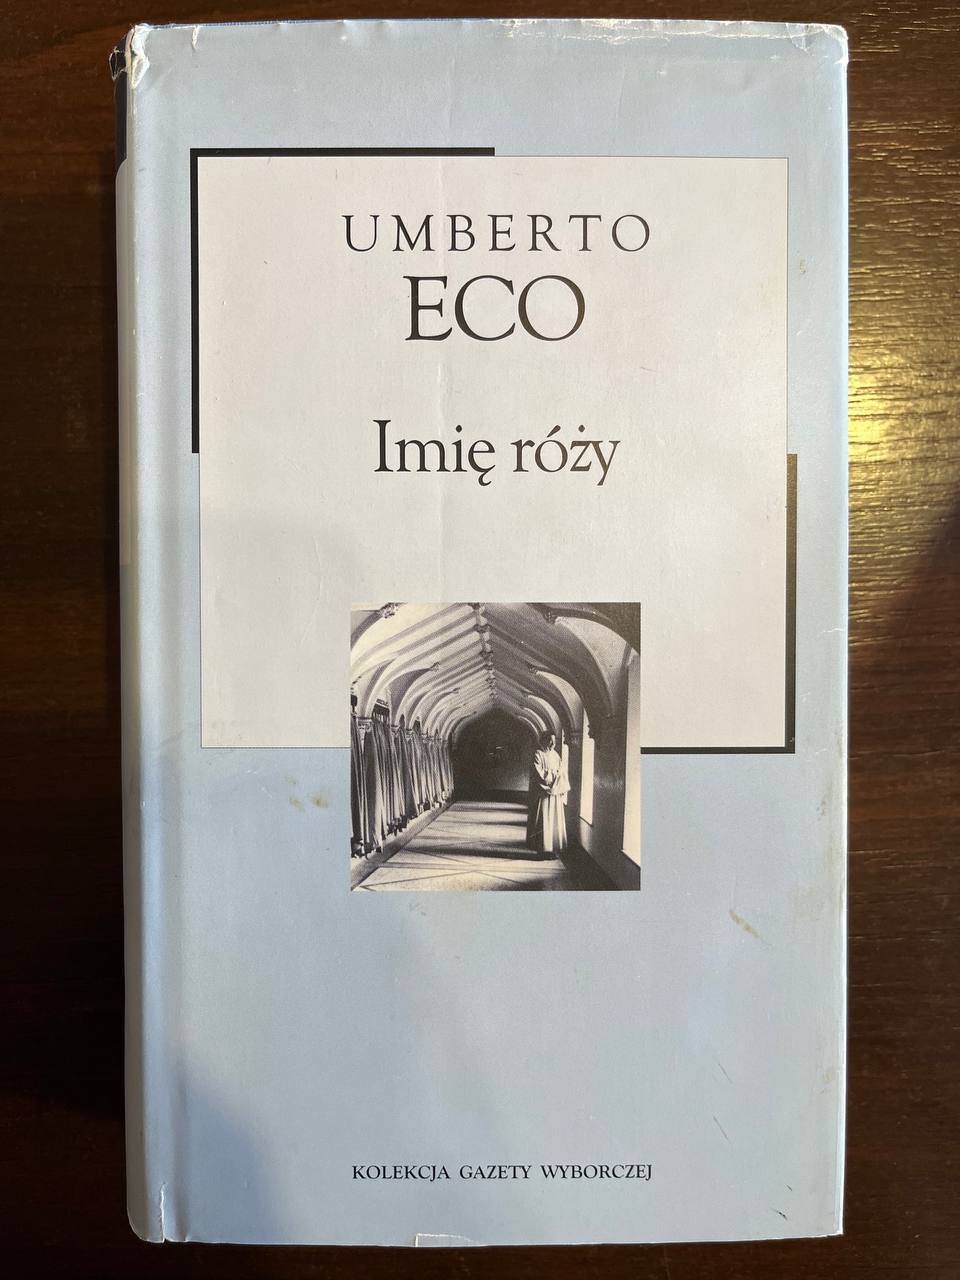 UMBERTO
ECO
Imię róży
KOLEKCJA GAZETY WYBORCZEJ